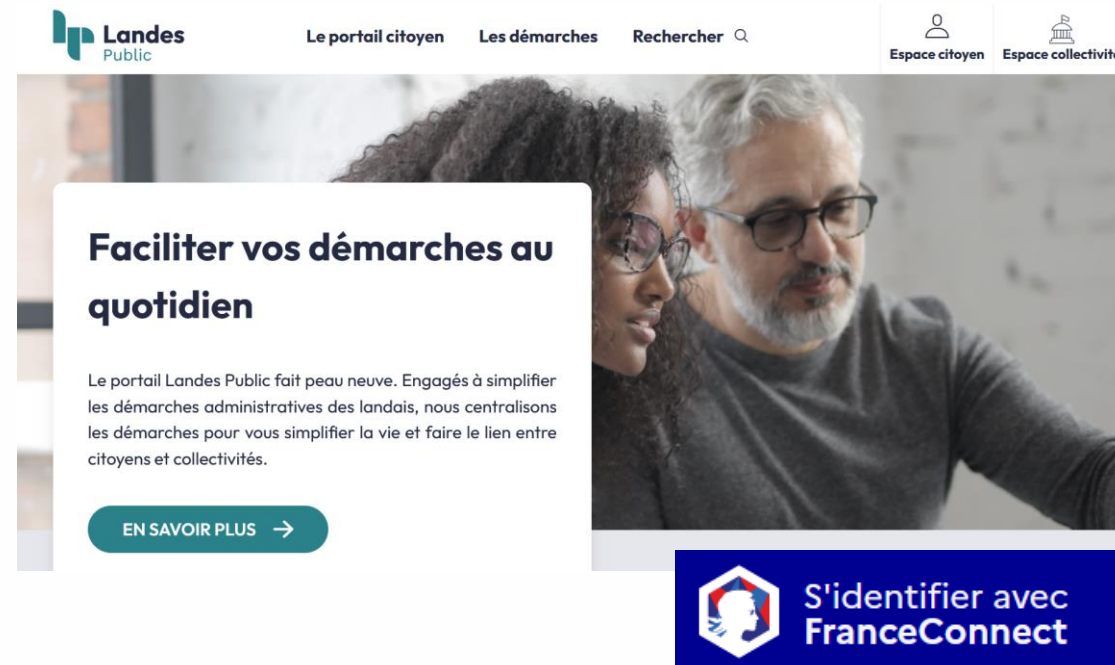 Landes
Public
Le portail citoyen
Les démarches
Rechercher
Espace citoyen
Espace collectivité
Faciliter vos démarches au
quotidien
Le portail Landes Public fait peau neuve. Engagés à simplifier
les démarches administratives des landais, nous centralisons
les démarches pour vous simplifier la vie et faire le lien entre
citoyens et collectivités.
EN SAVOIR PLUS →
S'identifier avec
FranceConnect